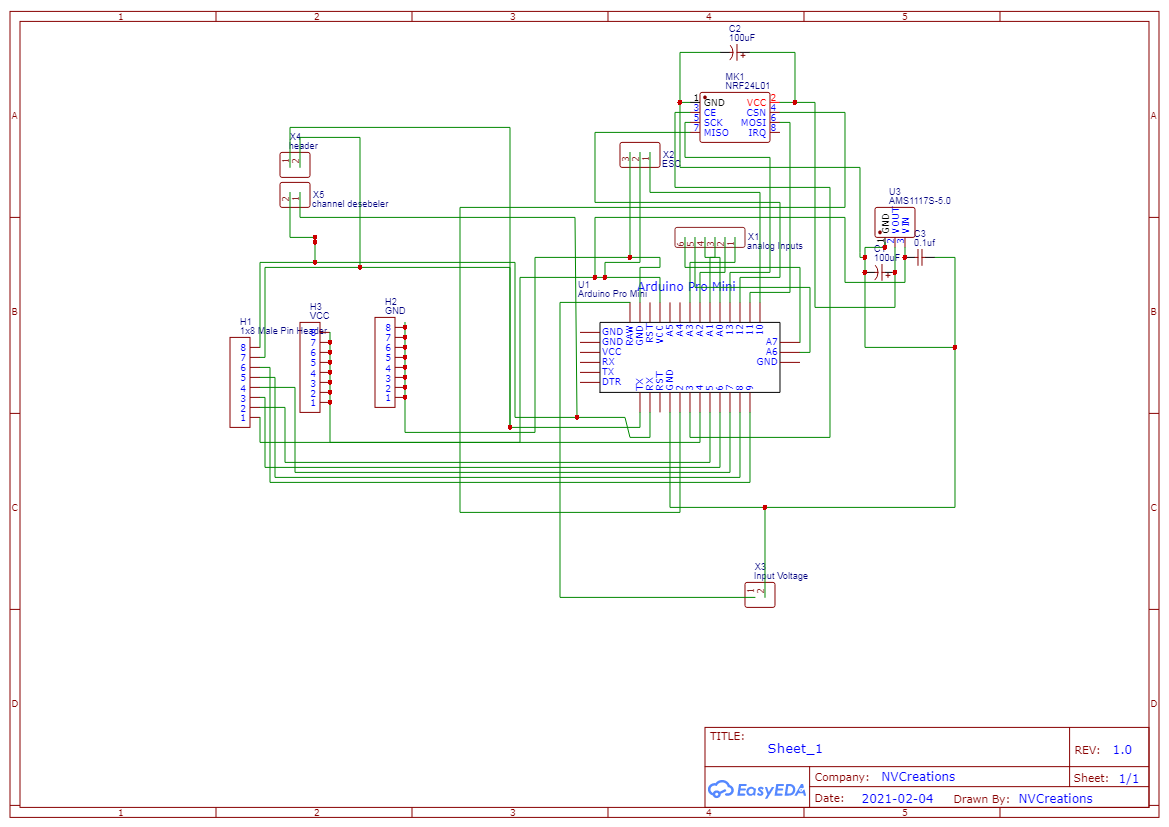 1 2 3 4 5
A A
B B
C C
D D
C2
100uF
MK1
NRF24L01
1 GND VCC 2
3 CE CSN 4
5 SCK MOSI 6
7 MISO IRQ 8
X4
header
1 2
X5
channel desebeler
2 1
3 2 1
X2
ESC
U3
AMS1117S-5.0
GND VOUT VIN
1 2 3
C3
0.1uf
100uF
X1
analog Inputs
6 5 4 3 2 1
U1
Arduino Pro Mini
Arduino Pro Mini
RAW GND RST VCC A5 A4 A3 A2 A1 A0 13 12 11 10
GND
GND
VCC
RX
TX
DTR
A7
A6
GND
TX RX RST GND 2 3 4 5 6 7 8 9
H1
1x8 Male Pin Header
8
7
6
5
4
3
2
1
H3
VCC
8
7
6
5
4
3
2
1
H2
GND
8
7
6
5
4
3
2
1
X3
Input Voltage
1 2
TITLE:
Sheet_1
REV: 1.0
EasyEDA
Company: NVCreations
Sheet: 1/1
Date: 2021-02-04 Drawn By: NVCreations
1 2 3 4 5